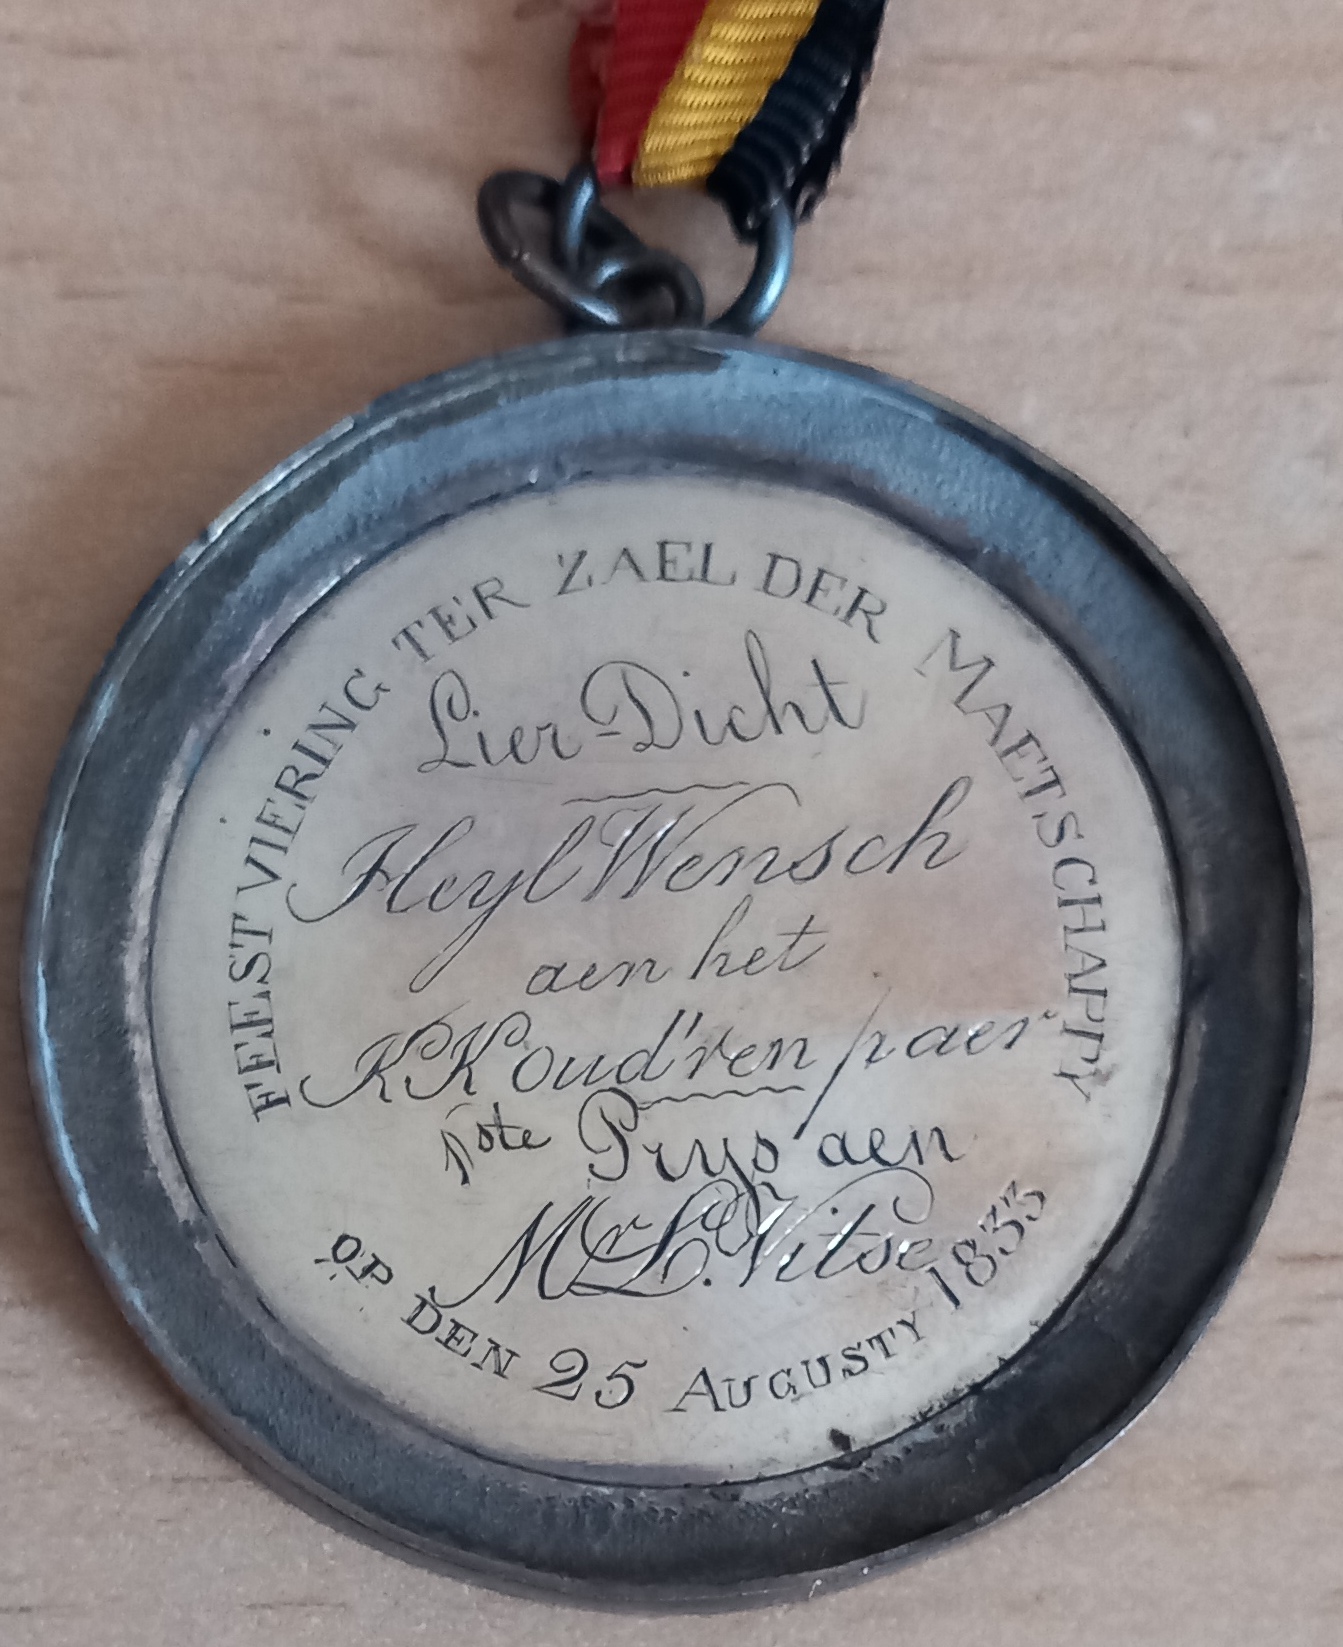 FEEST VIERING TER ZAEL DER MAETSCHAPPY
Lier-Dicht
Heyl Wensch
aen het
KK oud'ren paer
1ste Prys aen
Mr L. Vitse
OP DEN 25 AUGUSTY 1833